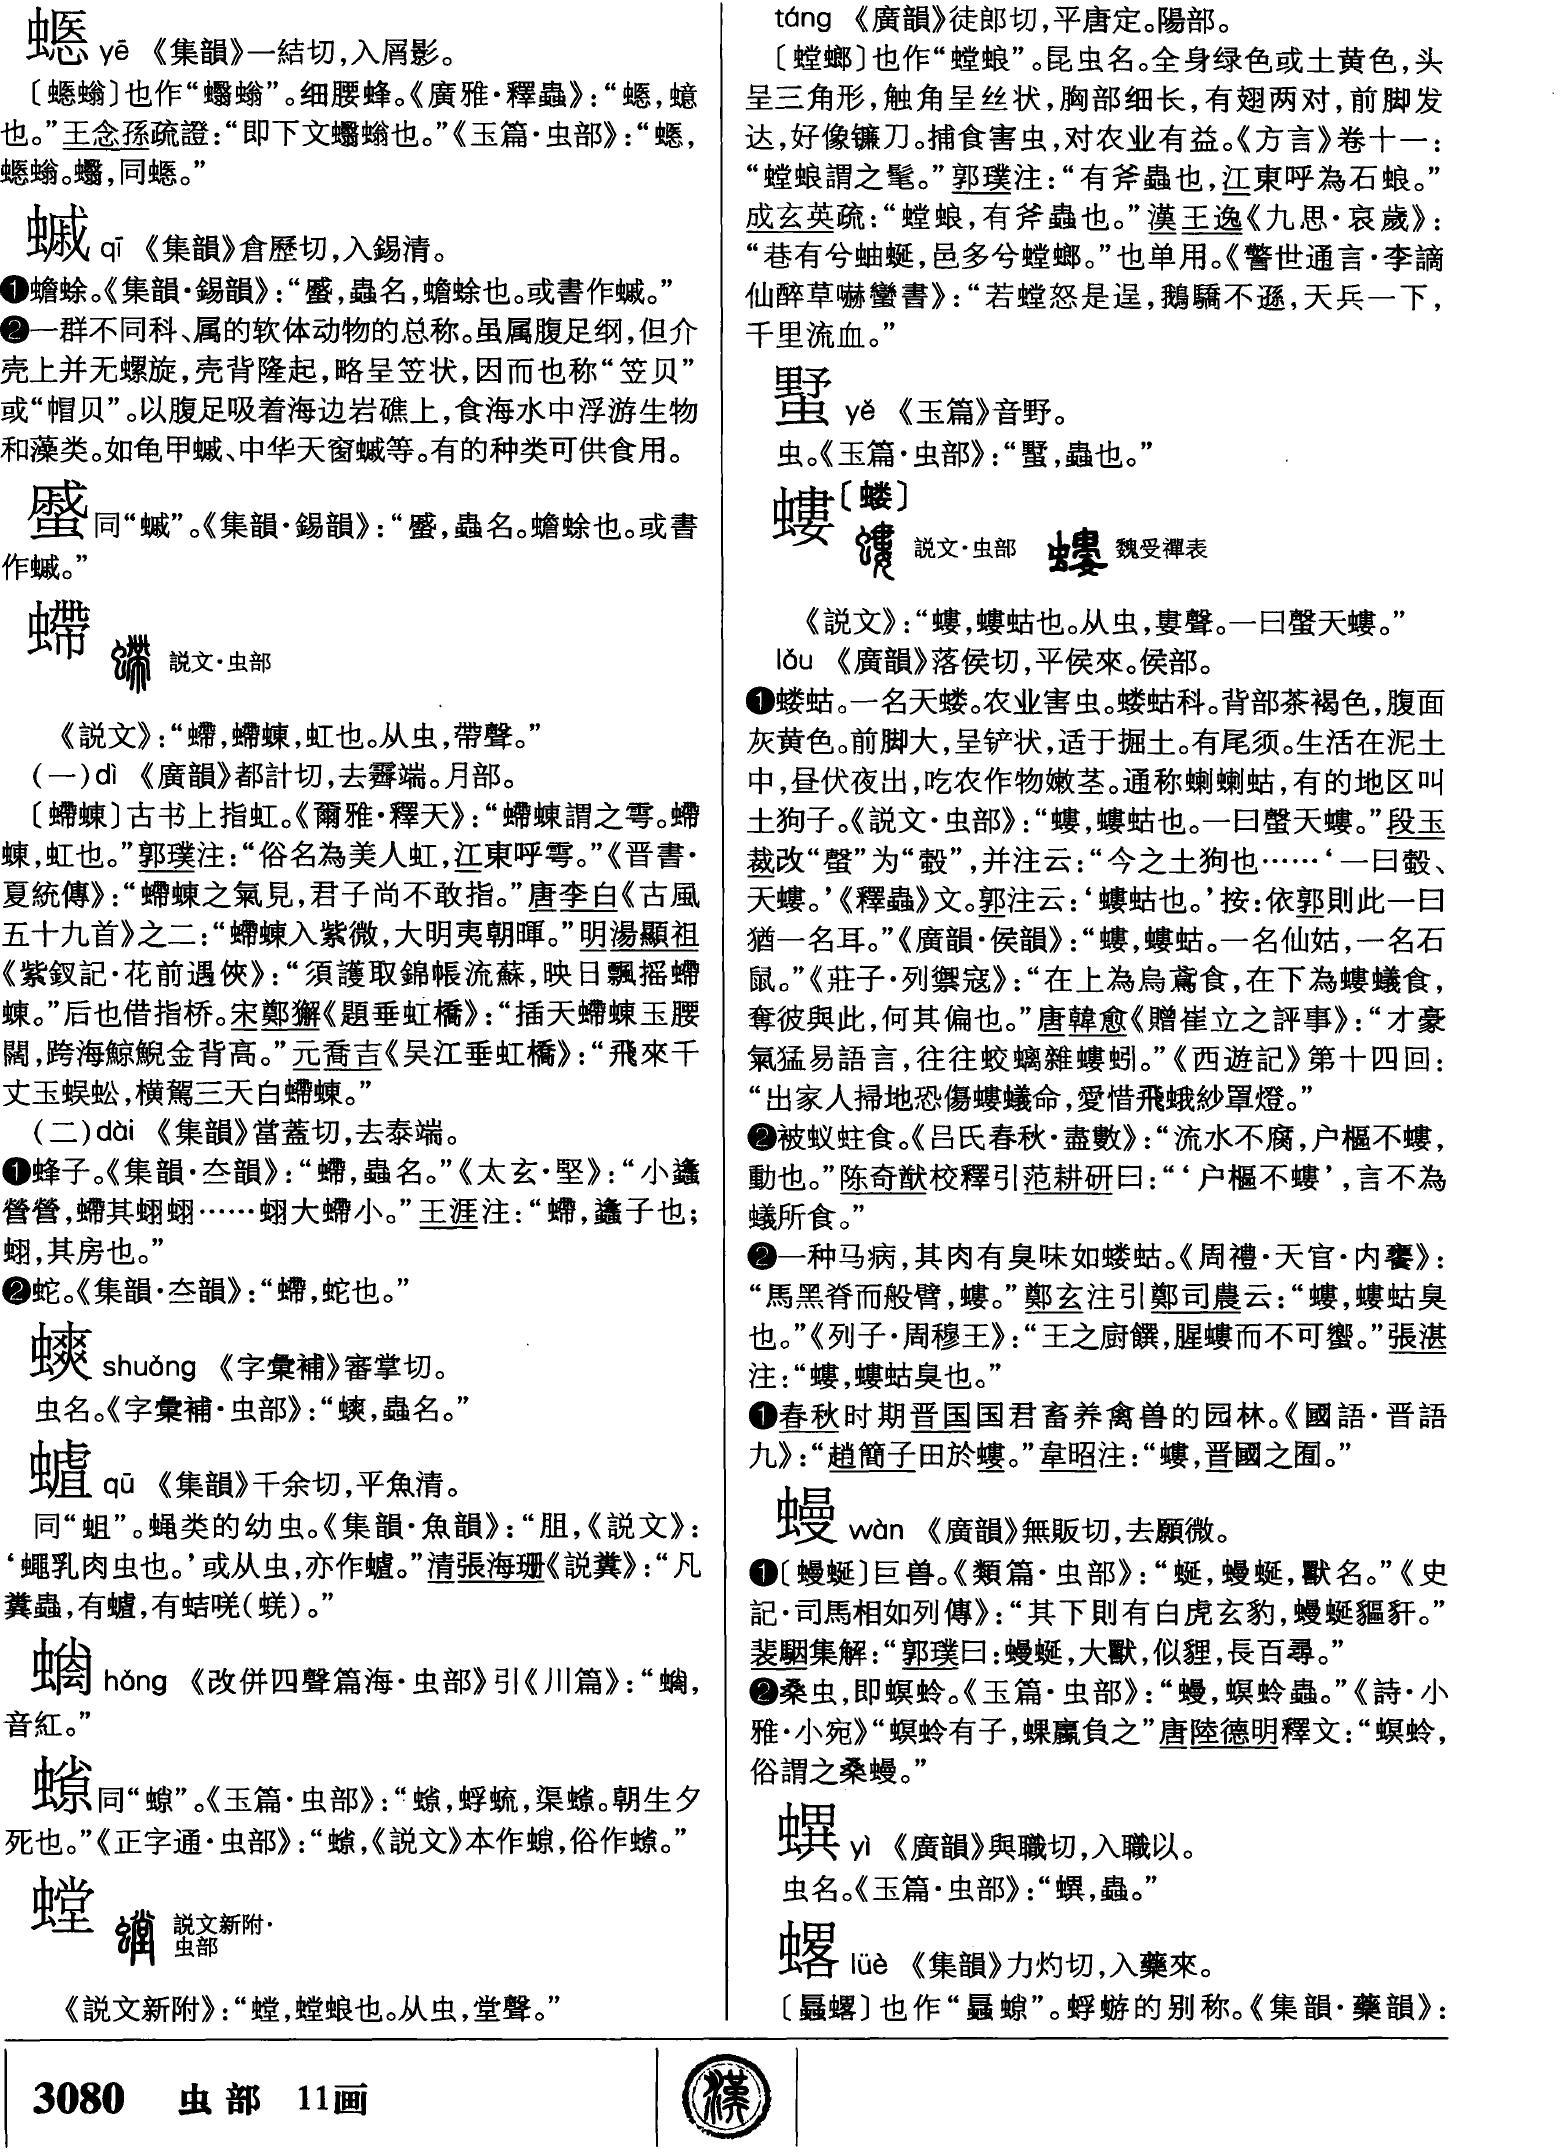 蟋 yē 《集韻》一結切，入屑影。
〔蟋螉〕也作“蠮螉”。细腰蜂。《廣雅·釋蟲》：“蟋，螠
也。”王念孫疏證：“即下文蠮螉也。”《玉篇·虫部》：“蟋，
蟋螉。蠮，同蟋。”
䗩 qī 《集韻》倉歷切，入錫清。
❶蟾蜍。《集韻·錫韻》：“䗩，蟲名，蟾蜍也。或書作䗩。”
❷一群不同科、属的软体动物的总称。虽属腹足纲，但介
壳上并无螺旋，壳背隆起，略呈笠状，因而也称“笠贝”
或“帽贝”。以腹足吸着海边岩礁上，食海水中浮游生物
和藻类。如龟甲䗩、中华天窗䗩等。有的种类可供食用。
同“䗩”。《集韻·錫韻》：“，蟲名。蟾蜍也。或書
作䗩。”
螮 説文·虫部
《説文》：“螮，螮蝀，虹也。从虫，帶聲。”
(一)dì 《廣韻》都計切，去霽端。月部。
〔螮蝀〕古书上指虹。《爾雅·釋天》：“螮蝀謂之雩。螮
蝀，虹也。”郭璞注：“俗名為美人虹，江東呼雩。”《晋書·
夏統傳》：“螮蝀之氣見，君子尚不敢指。”唐李白《古風
五十九首》之二：“螮蝀入紫微，大明夷朝暉。”明湯顯祖
《紫釵記·花前遇俠》：“須護取錦帳流蘇，映日飄摇螮
蝀。”后也借指桥。宋鄭獬《題垂虹橋》：“插天螮蝀玉腰
闊，跨海鯨鯢金背高。”元喬吉《吴江垂虹橋》：“飛來千
丈玉蜈蚣，横駕三天白螮蝀。”
(二)dài 《集韻》當蓋切，去泰端。
❶蜂子。《集韻·夳韻》：“螮，蟲名。”《太玄·堅》：“小䗬
營營，螮其蛡蛡……蛡大螮小。”王涯注：“螮，䗬子也；
蛡，其房也。”
❷蛇。《集韻·夳韻》：“螮，蛇也。”
䗮 shuǒng 《字彙補》審掌切。
虫名。《字彙補·虫部》：“䗮，蟲名。”
䗇 qū 《集韻》千余切，平魚清。
同“蛆”。蝇类的幼虫。《集韻·魚韻》：“胆，《説文》：
‘蠅乳肉虫也。’或从虫，亦作䗇。”清張海珊《説糞》：“凡
糞蟲，有䗇，有蛣㖕(蜣)。”
hǒng 《改併四聲篇海·虫部》引《川篇》：“，
音紅。”
同“螰”。《玉篇·虫部》：“，蜉蝣，渠。朝生夕
死也。”《正字通·虫部》：“，《説文》本作，俗作。”
螳 説文新附·
虫部
《説文新附》：“螳，螳蜋也。从虫，堂聲。”
táng 《廣韻》徒郎切，平唐定。陽部。
〔螳螂〕也作“螳蜋”。昆虫名。全身绿色或土黄色，头
呈三角形，触角呈丝状，胸部细长，有翅两对，前脚发
达，好像镰刀。捕食害虫，对农业有益。《方言》卷十一：
“螳蜋謂之髦。”郭璞注：“有斧蟲也，江東呼為石蜋。”
成玄英疏：“螳蜋，有斧蟲也。”漢王逸《九思·哀歲》：
“巷有兮蚰蜒，邑多兮螳螂。”也单用。《警世通言·李謫
仙醉草嚇蠻書》：“若螳怒是逞，鵝驕不遜，天兵一下，
千里流血。”
yě 《玉篇》音野。
虫。《玉篇·虫部》：“，蟲也。”
螻〔蝼〕
説文·虫部 魏受禪表
《説文》：“螻，螻蛄也。从虫，婁聲。一曰螜天螻。”
lǒu 《廣韻》落侯切，平侯來。侯部。
❶蝼蛄。一名天蝼。农业害虫。蝼蛄科。背部茶褐色，腹面
灰黄色。前脚大，呈铲状，适于掘土。有尾须。生活在泥土
中，昼伏夜出，吃农作物嫩茎。通称蝲蝲蛄，有的地区叫
土狗子。《説文·虫部》：“螻，螻蛄也。一曰螜天螻。”段玉
裁改“螜”为“㲉”，并注云：“今之土狗也……‘一曰㲉、
天螻。’《釋蟲》文。郭注云：‘螻蛄也。’按：依郭則此一曰
猶一名耳。”《廣韻·侯韻》：“螻，螻蛄。一名仙姑，一名石
鼠。”《莊子·列禦寇》：“在上為烏鳶食，在下為螻蟻食，
奪彼與此，何其偏也。”唐韓愈《贈崔立之評事》：“才豪
氣猛易語言，往往蛟螭雜螻蚓。”《西遊記》第十四回：
“出家人掃地恐傷螻蟻命，愛惜飛蛾紗罩燈。”
❷被蚁蛀食。《吕氏春秋·盡數》：“流水不腐，户樞不螻，
動也。”陈奇猷校釋引范耕研曰：“‘户樞不螻’，言不為
蟻所食。”
❷一种马病，其肉有臭味如蝼蛄。《周禮·天官·内饔》：
“馬黑脊而般臂，螻。”鄭玄注引鄭司農云：“螻，螻蛄臭
也。”《列子·周穆王》：“王之厨饌，腥螻而不可饗。”張湛
注：“螻，螻蛄臭也。”
❶春秋时期晋国国君畜养禽兽的园林。《國語·晋語
九》：“趙簡子田於螻。”韋昭注：“螻，晋國之囿。”
蟃 wàn 《廣韻》無販切，去願微。
❶〔蟃蜒〕巨兽。《類篇·虫部》：“蜒，蟃蜒，獸名。”《史
記·司馬相如列傳》：“其下則有白虎玄豹，蟃蜒貙犴。”
裴駰集解：“郭璞曰：蟃蜒，大獸，似貍，長百尋。”
❷桑虫，即螟蛉。《玉篇·虫部》：“蟃，螟蛉蟲。”《詩·小
雅·小宛》“螟蛉有子，蜾蠃負之”唐陸德明釋文：“螟蛉，
俗謂之桑蟃。”
yì 《廣韻》與職切，入職以。
虫名。《玉篇·虫部》：“，蟲。”
䗉 lüè 《集韻》力灼切，入藥來。
〔䗉〕也作“”。蜉蝣的别称。《集韻·藥韻》：
3080 虫部 11画
漢